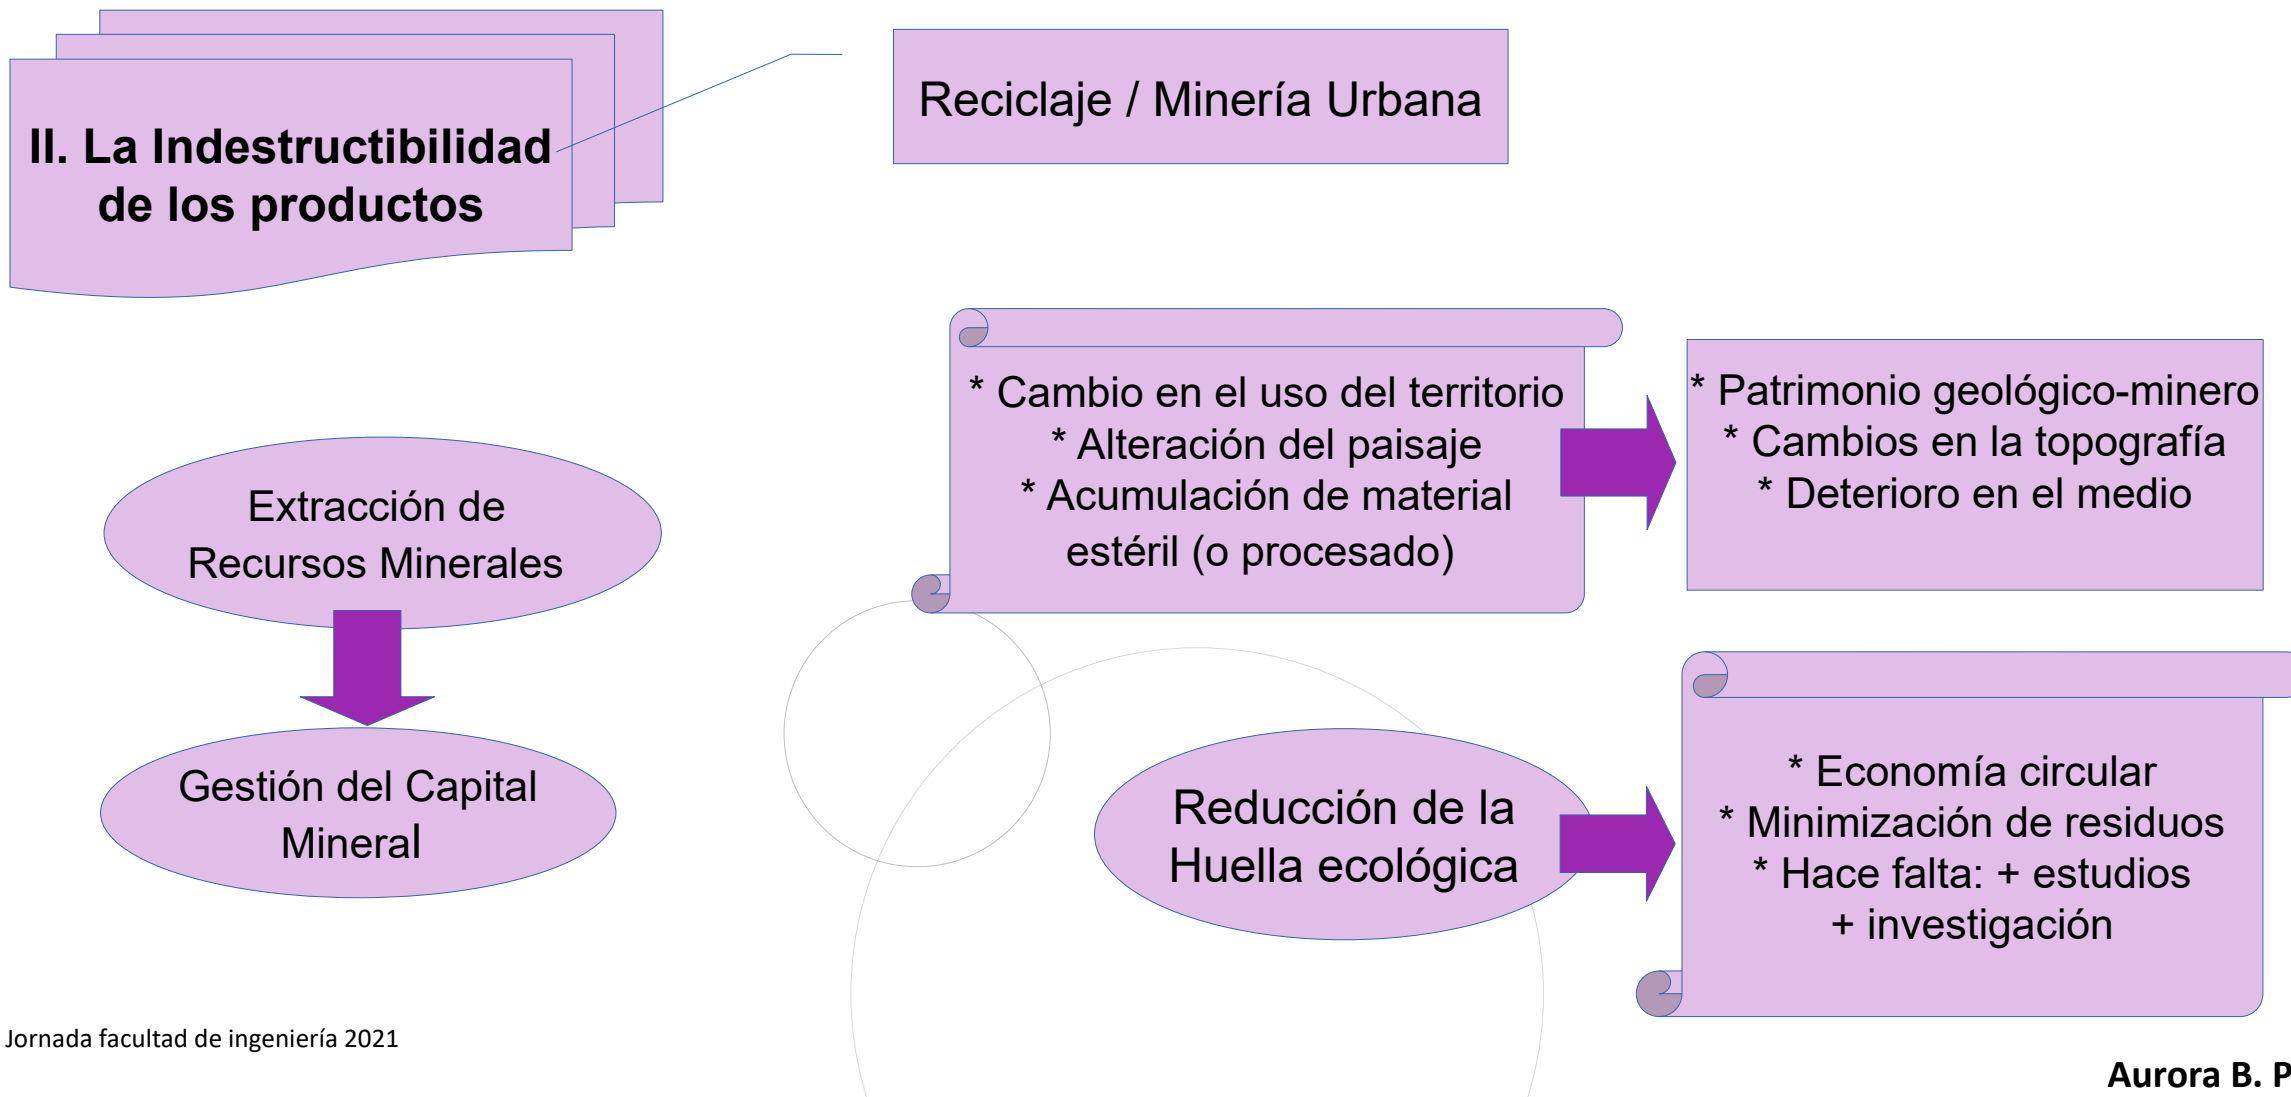 II. La Indestructibilidad
de los productos
Reciclaje / Minería Urbana
* Cambio en el uso del territorio
* Alteración del paisaje
* Acumulación de material
estéril (o procesado)
* Patrimonio geológico-minero
* Cambios en la topografía
* Deterioro en el medio
Extracción de
Recursos Minerales
Gestión del Capital
Mineral
Reducción de la
Huella ecológica
* Economía circular
* Minimización de residuos
* Hace falta: + estudios
+ investigación
Jornada facultad de ingeniería 2021
Aurora B. P